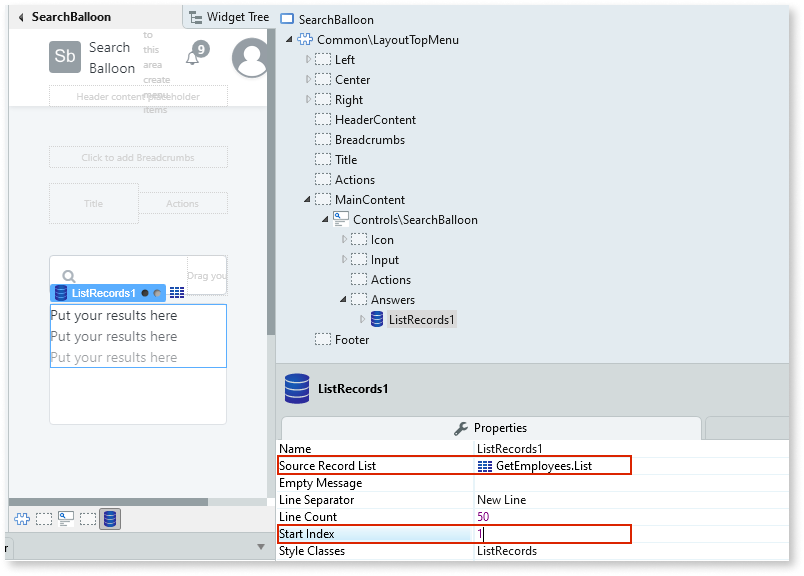 SearchBalloon
Widget Tree
Sb
Search
Balloon
to
this
area
create
menu
items
9
Header content placeholder
Click to add Breadcrumbs
Title
Actions
Drag you
ListRecords1
Put your results here
Put your results here
Put your results here
r
SearchBalloon
Common\LayoutTopMenu
Left
Center
Right
HeaderContent
Breadcrumbs
Title
Actions
MainContent
Controls\SearchBalloon
Icon
Input
Actions
Answers
ListRecords1
Footer
ListRecords1
Properties
Name ListRecords1
Source Record List GetEmployees.List
Empty Message
Line Separator New Line
Line Count 50
Start Index 1
Style Classes ListRecords